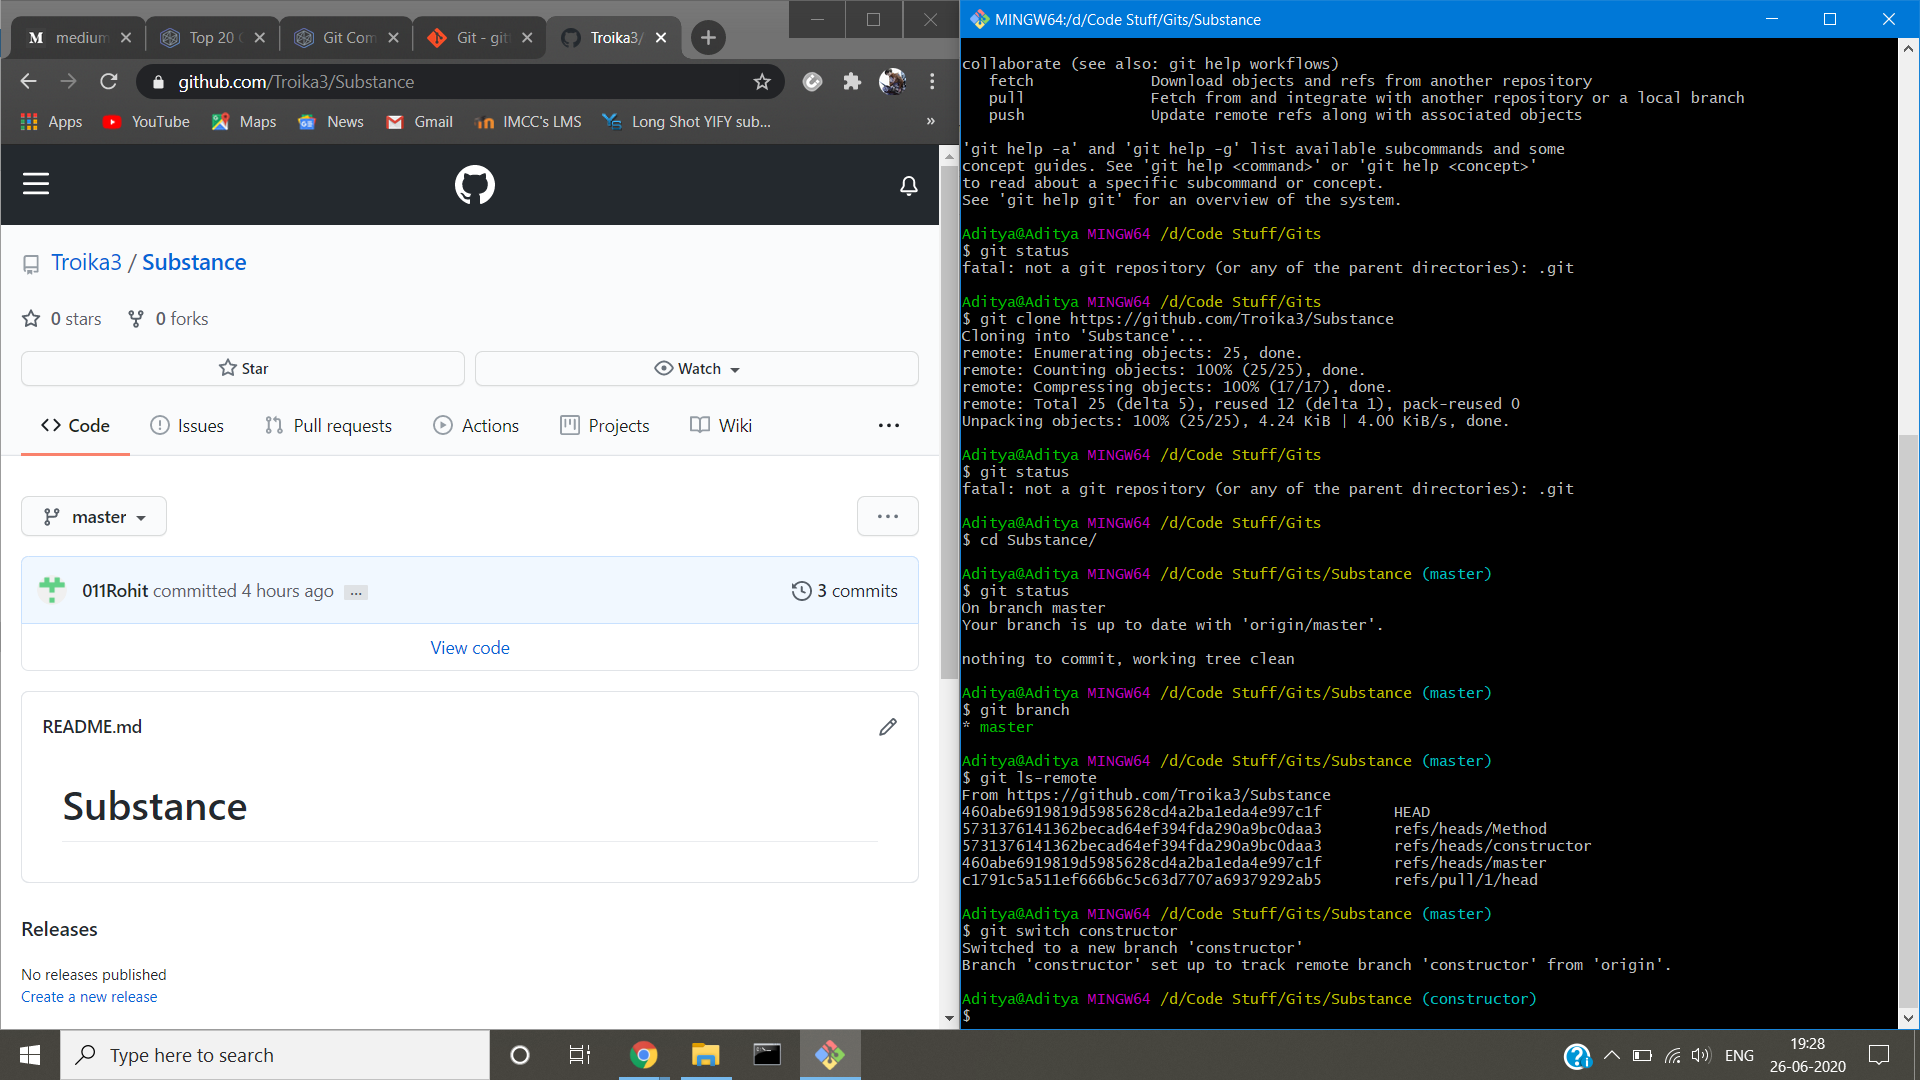 medium
Top 20
Git Com
Git - git
Troika3/
github.com/Troika3/Substance
Apps
YouTube
Maps
News
Gmail
IMCC's LMS
Long Shot YIFY sub...
»
Troika3 / Substance
0 stars
0 forks
Star
Watch
Code
Issues
Pull requests
Actions
Projects
Wiki
...
master
...
011Rohit committed 4 hours ago ...
3 commits
View code
README.md
Substance
Releases
No releases published
Create a new release
MINGW64:/d/Code Stuff/Gits/Substance
collaborate (see also: git help workflows)
   fetch             Download objects and refs from another repository
   pull              Fetch from and integrate with another repository or a local branch
   push              Update remote refs along with associated objects
'git help -a' and 'git help -g' list available subcommands and some
concept guides. See 'git help <command>' or 'git help <concept>'
to read about a specific subcommand or concept.
See 'git help git' for an overview of the system.
Aditya@Aditya MINGW64 /d/Code Stuff/Gits
$ git status
fatal: not a git repository (or any of the parent directories): .git
Aditya@Aditya MINGW64 /d/Code Stuff/Gits
$ git clone https://github.com/Troika3/Substance
Cloning into 'Substance'...
remote: Enumerating objects: 25, done.
remote: Counting objects: 100% (25/25), done.
remote: Compressing objects: 100% (17/17), done.
remote: Total 25 (delta 5), reused 12 (delta 1), pack-reused 0
Unpacking objects: 100% (25/25), 4.24 KiB | 4.00 KiB/s, done.
Aditya@Aditya MINGW64 /d/Code Stuff/Gits
$ git status
fatal: not a git repository (or any of the parent directories): .git
Aditya@Aditya MINGW64 /d/Code Stuff/Gits
$ cd Substance/
Aditya@Aditya MINGW64 /d/Code Stuff/Gits/Substance (master)
$ git status
On branch master
Your branch is up to date with 'origin/master'.
nothing to commit, working tree clean
Aditya@Aditya MINGW64 /d/Code Stuff/Gits/Substance (master)
$ git branch
* master
Aditya@Aditya MINGW64 /d/Code Stuff/Gits/Substance (master)
$ git ls-remote
From https://github.com/Troika3/Substance
460abe6919819d5985628cd4a2ba1eda4e997c1f        HEAD
5731376141362becad64ef394fda290a9bc0daa3        refs/heads/Method
5731376141362becad64ef394fda290a9bc0daa3        refs/heads/constructor
460abe6919819d5985628cd4a2ba1eda4e997c1f        refs/heads/master
c1791c5a511ef666b6c5c63d7707a69379292ab5        refs/pull/1/head
Aditya@Aditya MINGW64 /d/Code Stuff/Gits/Substance (master)
$ git switch constructor
Switched to a new branch 'constructor'
Branch 'constructor' set up to track remote branch 'constructor' from 'origin'.
Aditya@Aditya MINGW64 /d/Code Stuff/Gits/Substance (constructor)
$
Type here to search
ENG
19:28
26-06-2020